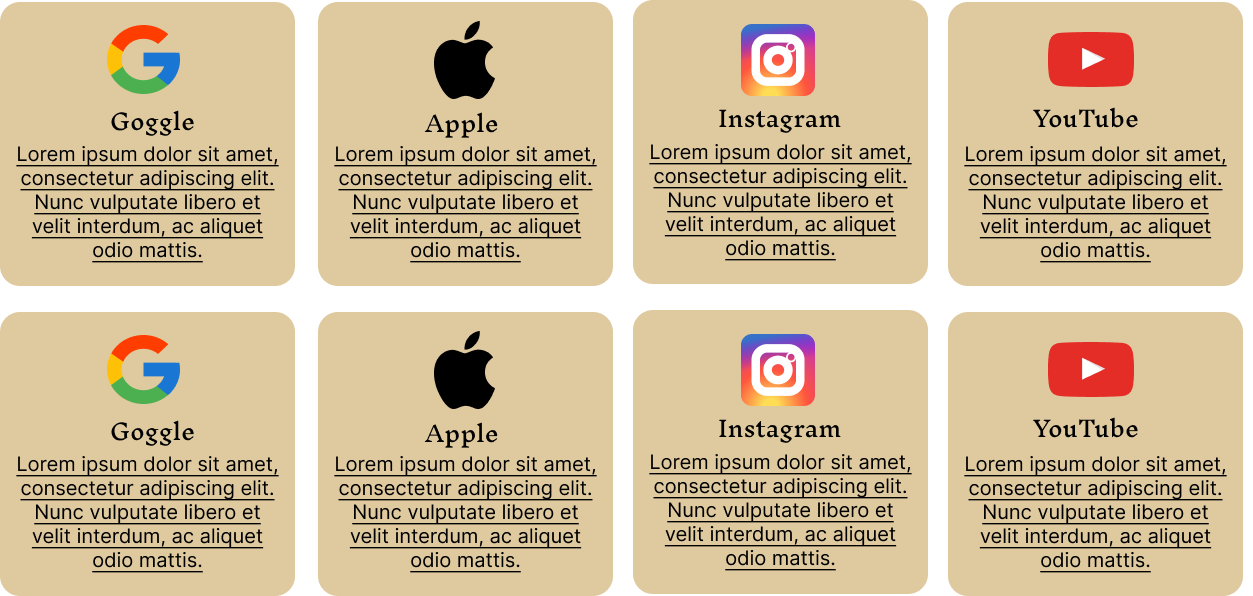 Goggle
Lorem ipsum dolor sit amet,
consectetur adipiscing elit.
Nunc vulputate libero et
velit interdum, ac aliquet
odio mattis.
Apple
Lorem ipsum dolor sit amet,
consectetur adipiscing elit.
Nunc vulputate libero et
velit interdum, ac aliquet
odio mattis.
Instagram
Lorem ipsum dolor sit amet,
consectetur adipiscing elit.
Nunc vulputate libero et
velit interdum, ac aliquet
odio mattis.
YouTube
Lorem ipsum dolor sit amet,
consectetur adipiscing elit.
Nunc vulputate libero et
velit interdum, ac aliquet
odio mattis.
Goggle
Lorem ipsum dolor sit amet,
consectetur adipiscing elit.
Nunc vulputate libero et
velit interdum, ac aliquet
odio mattis.
Apple
Lorem ipsum dolor sit amet,
consectetur adipiscing elit.
Nunc vulputate libero et
velit interdum, ac aliquet
odio mattis.
Instagram
Lorem ipsum dolor sit amet,
consectetur adipiscing elit.
Nunc vulputate libero et
velit interdum, ac aliquet
odio mattis.
YouTube
Lorem ipsum dolor sit amet,
consectetur adipiscing elit.
Nunc vulputate libero et
velit interdum, ac aliquet
odio mattis.